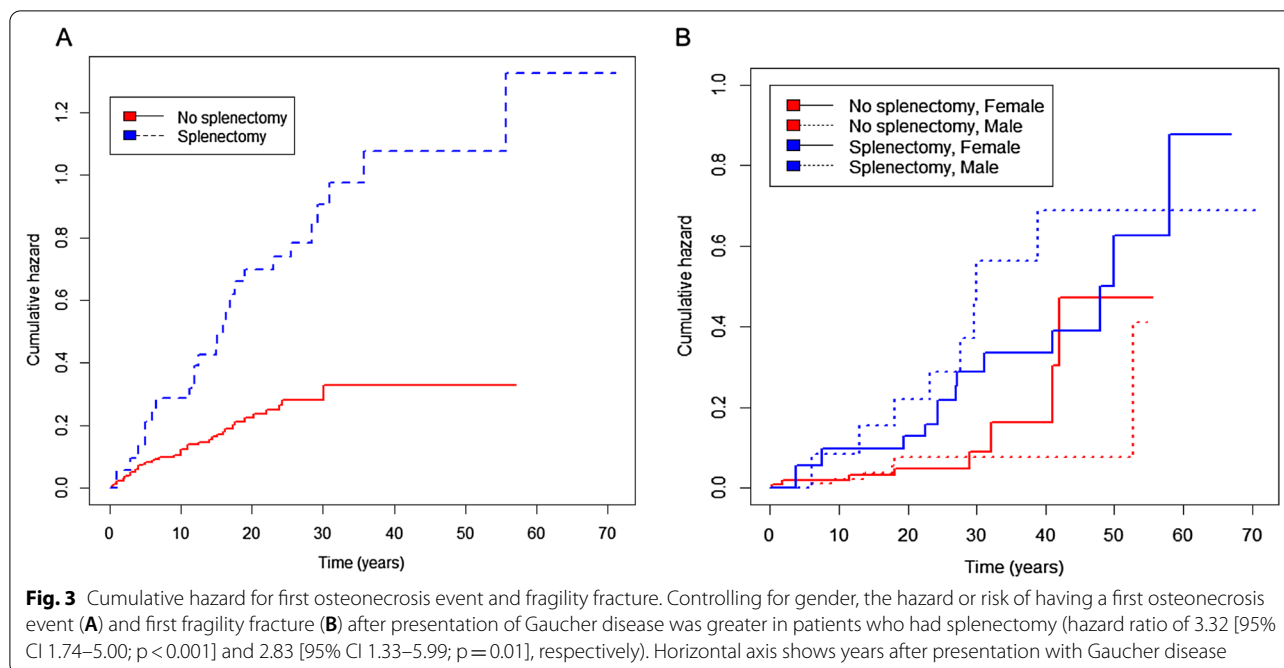 A
No splenectomy
Splenectomy
Cumulative hazard
0.0 0.2 0.4 0.6 0.8 1.0 1.2
0 10 20 30 40 50 60 70
Time (years)
B
No splenectomy, Female
No splenectomy, Male
Splenectomy, Female
Splenectomy, Male
Cumulative hazard
0.0 0.2 0.4 0.6 0.8 1.0
0 10 20 30 40 50 60 70
Time (years)
Fig. 3 Cumulative hazard for first osteonecrosis event and fragility fracture. Controlling for gender, the hazard or risk of having a first osteonecrosis
event (A) and first fragility fracture (B) after presentation of Gaucher disease was greater in patients who had splenectomy (hazard ratio of 3.32 [95%
CI 1.74–5.00; p < 0.001] and 2.83 [95% CI 1.33–5.99; p = 0.01], respectively). Horizontal axis shows years after presentation with Gaucher disease